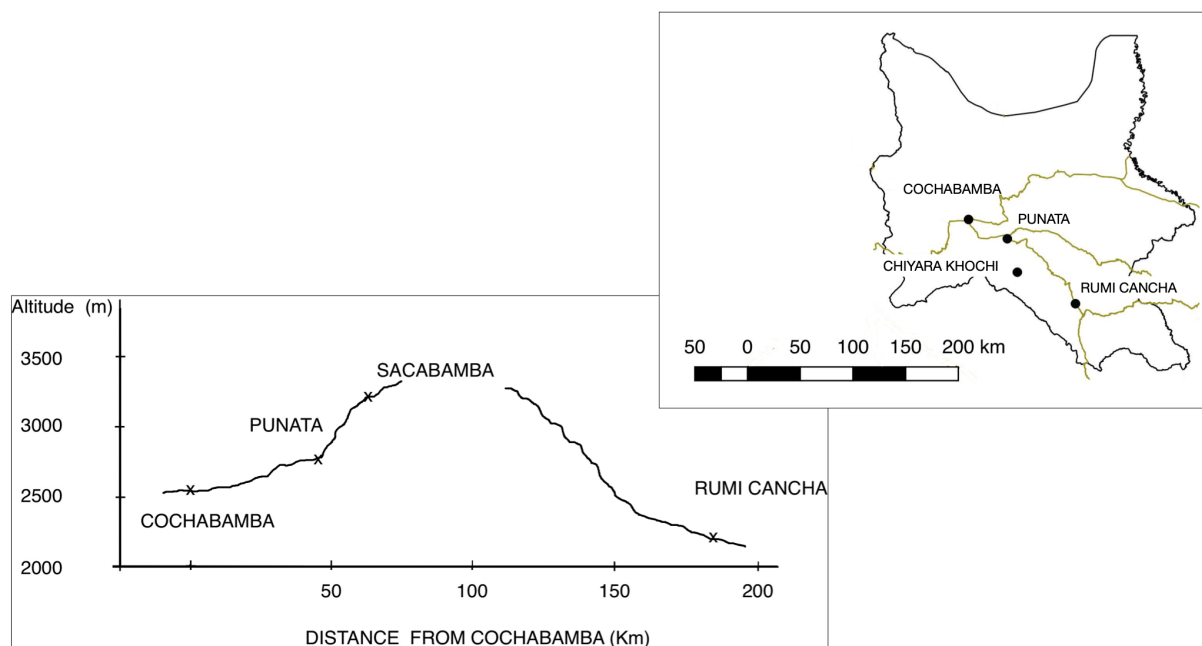 COCHABAMBA
PUNATA
CHIYARA KHOCHI
RUMI CANCHA
50 0 50 100 150 200 km
Altitude (m)
3500
SACABAMBA
PUNATA
3000
RUMI CANCHA
2500
COCHABAMBA
2000
50 100 150 200
DISTANCE FROM COCHABAMBA (Km)